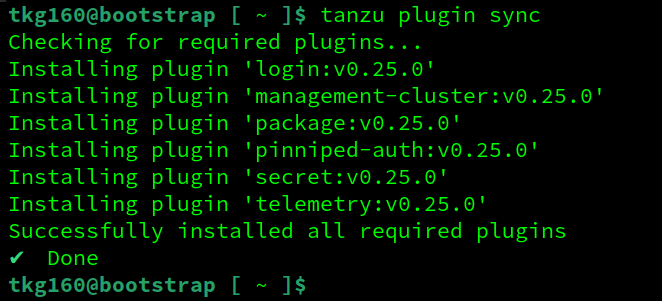 tkg160@bootstrap [ ~ ]$ tanzu plugin sync
Checking for required plugins...
Installing plugin 'login:v0.25.0'
Installing plugin 'management-cluster:v0.25.0'
Installing plugin 'package:v0.25.0'
Installing plugin 'pinniped-auth:v0.25.0'
Installing plugin 'secret:v0.25.0'
Installing plugin 'telemetry:v0.25.0'
Successfully installed all required plugins
✔  Done
tkg160@bootstrap [ ~ ]$